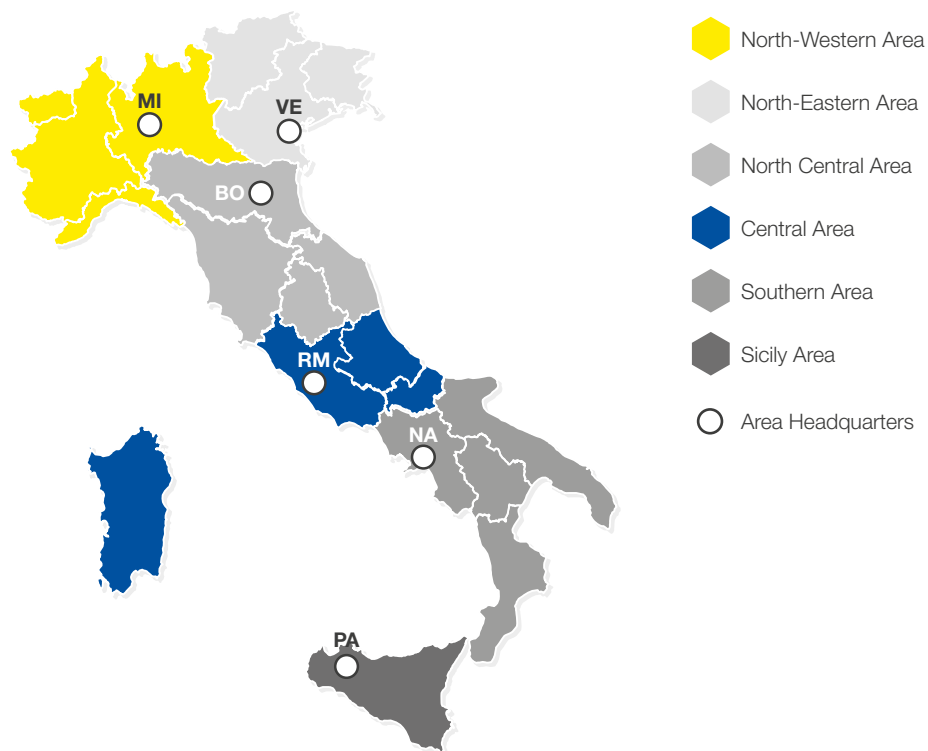 MI
VE
BO
RM
NA
PA
North-Western Area
North-Eastern Area
North Central Area
Central Area
Southern Area
Sicily Area
Area Headquarters